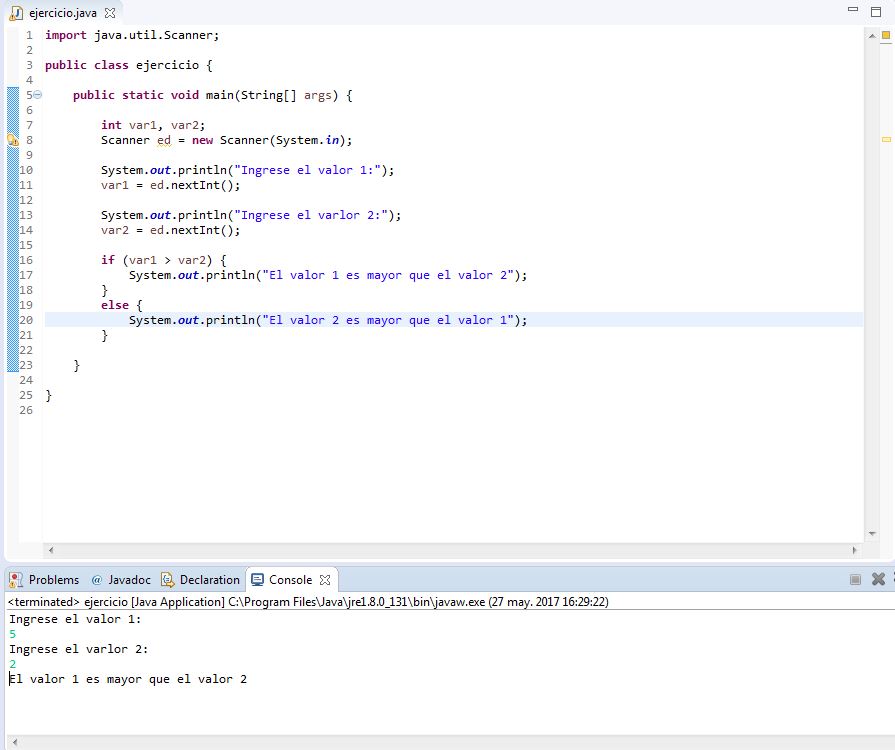 ejercicio.java
1 import java.util.Scanner;
2
3 public class ejercicio {
4
5 public static void main(String[] args) {
6
7 int var1, var2;
8 Scanner ed = new Scanner(System.in);
9
10 System.out.println("Ingrese el valor 1:");
11 var1 = ed.nextInt();
12
13 System.out.println("Ingrese el varlor 2:");
14 var2 = ed.nextInt();
15
16 if (var1 > var2) {
17 System.out.println("El valor 1 es mayor que el valor 2");
18 }
19 else {
20 System.out.println("El valor 2 es mayor que el valor 1");
21 }
22
23 }
24
25 }
26
Problems @ Javadoc Declaration Console
<terminated> ejercicio [Java Application] C:\Program Files\Java\jre1.8.0_131\bin\javaw.exe (27 may. 2017 16:29:22)
Ingrese el valor 1:
5
Ingrese el varlor 2:
2
El valor 1 es mayor que el valor 2